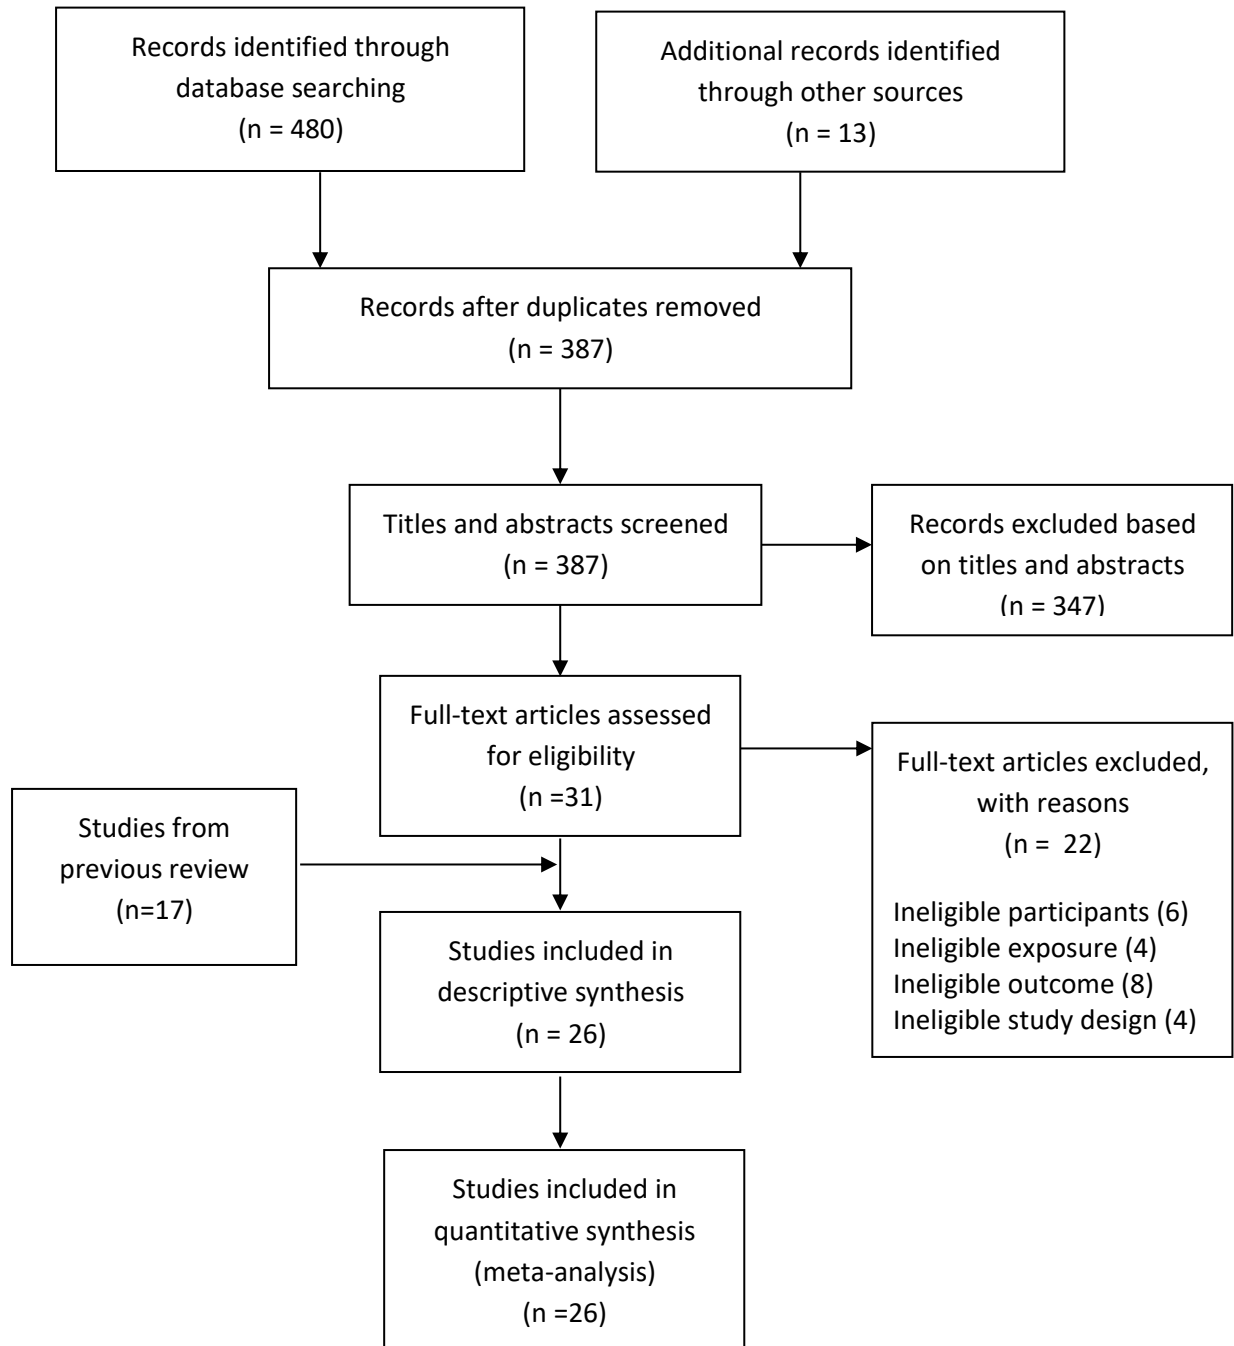 Records identified through
database searching
(n = 480)
Additional records identified
through other sources
(n = 13)
Records after duplicates removed
(n = 387)
Titles and abstracts screened
(n = 387)
Records excluded based
on titles and abstracts
(n = 347)
Full-text articles assessed
for eligibility
(n =31)
Full-text articles excluded,
with reasons
(n =  22)
Ineligible participants (6)
Ineligible exposure (4)
Ineligible outcome (8)
Ineligible study design (4)
Studies from
previous review
(n=17)
Studies included in
descriptive synthesis
(n = 26)
Studies included in
quantitative synthesis
(meta-analysis)
(n =26)